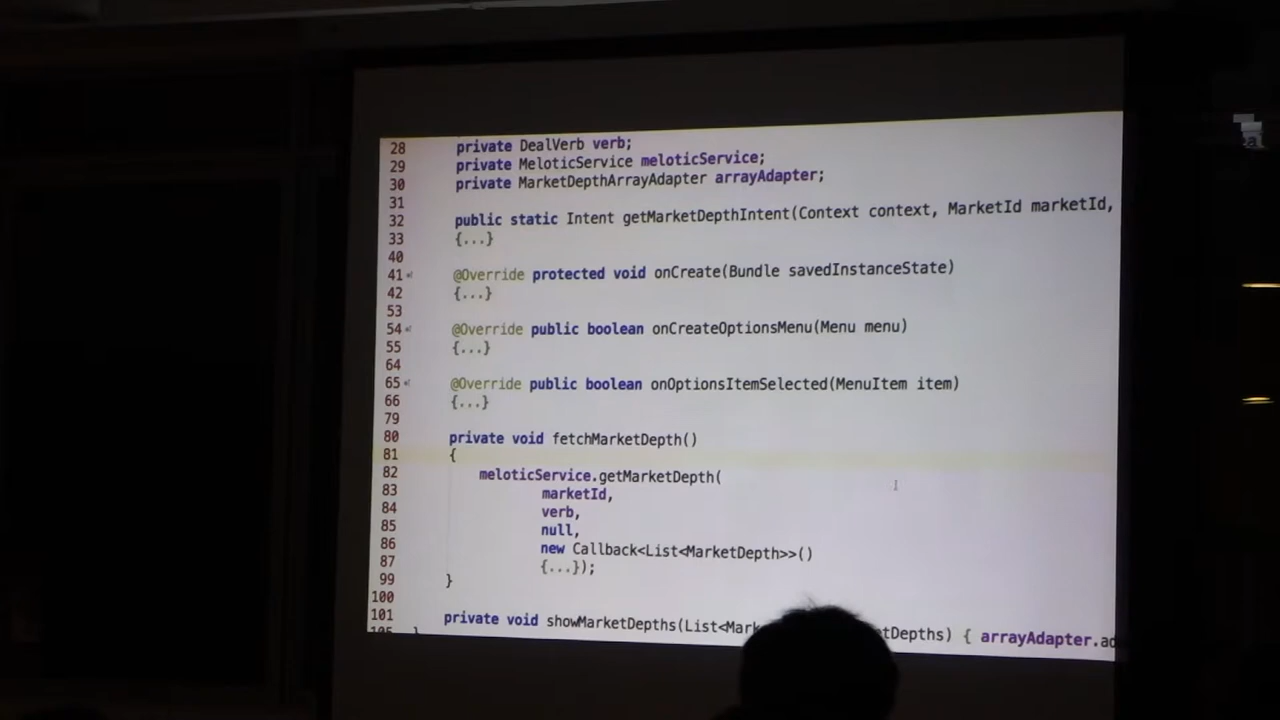 28 private DealVerb verb;
29 private MeloticService meloticService;
30 private MarketDepthArrayAdapter arrayAdapter;
31
32 public static Intent getMarketDepthIntent(Context context, MarketId marketId,
33 {...}
40
41 @Override protected void onCreate(Bundle savedInstanceState)
42 {...}
53
54 @Override public boolean onCreateOptionsMenu(Menu menu)
55 {...}
64
65 @Override public boolean onOptionsItemSelected(MenuItem item)
66 {...}
79
80 private void fetchMarketDepth()
81 {
82 meloticService.getMarketDepth(
83 marketId,
84 verb,
85 null,
86 new Callback<List<MarketDepth>>()
87 {...});
99 }
100
101 private void showMarketDepths(List<Mark tDepths) { arrayAdapter.ad
105 }